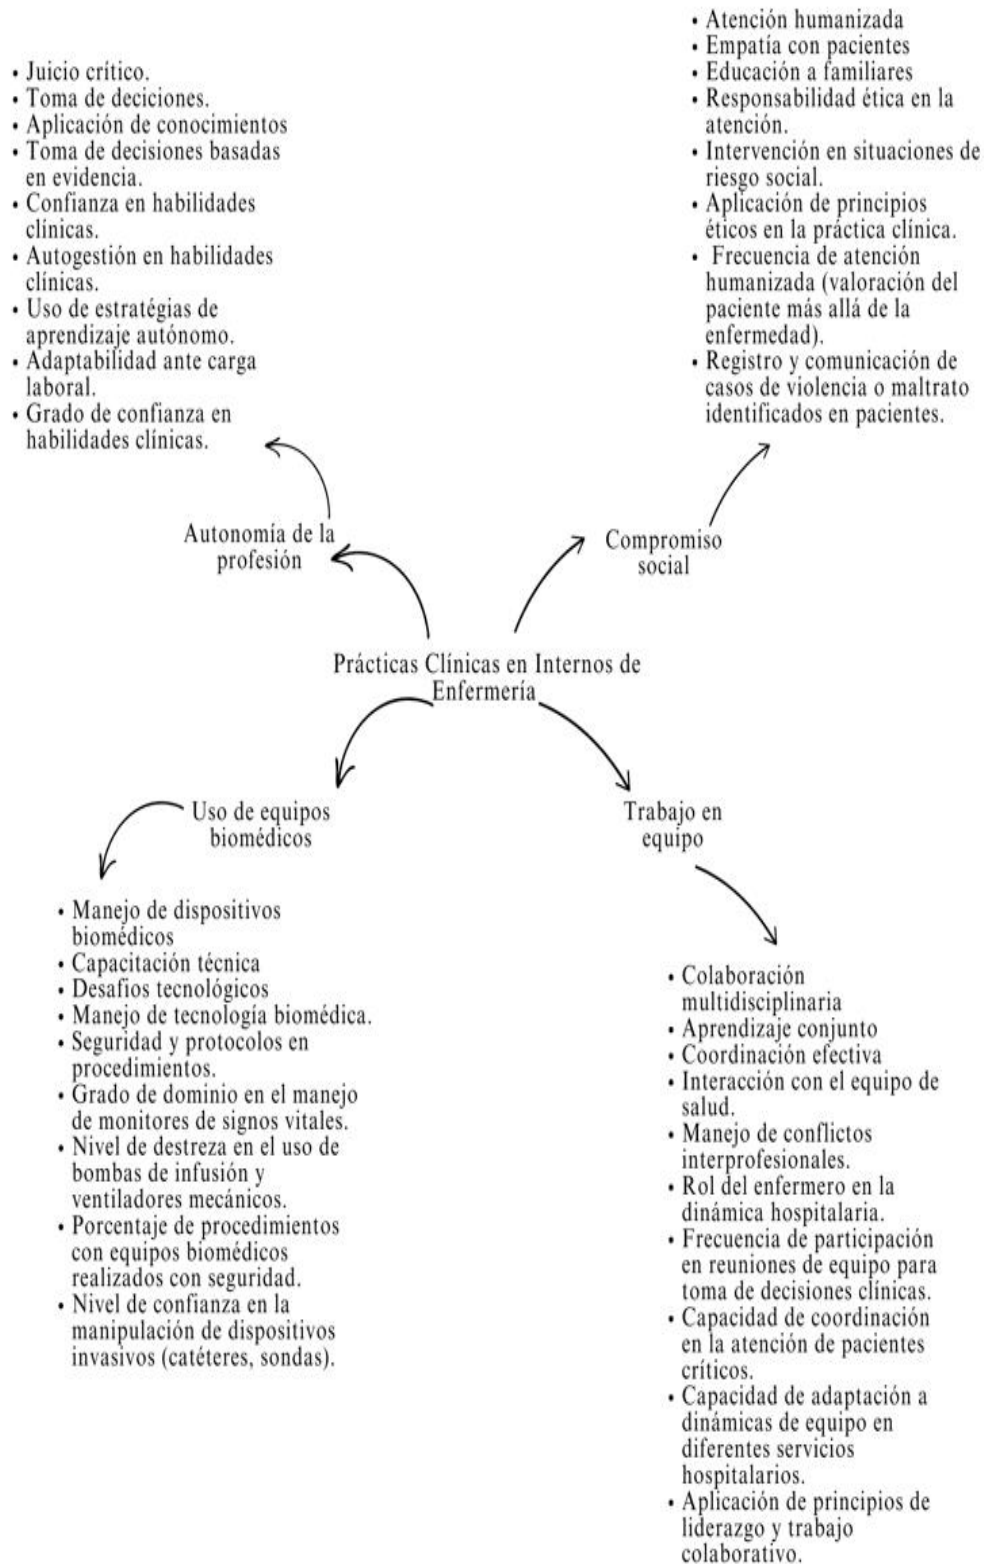 • Juicio crítico.
• Toma de deciciones.
• Aplicación de conocimientos
• Toma de decisiones basadas
en evidencia.
• Confianza en habilidades
clínicas.
• Autogestión en habilidades
clínicas.
• Uso de estratégias de
aprendizaje autónomo.
• Adaptabilidad ante carga
laboral.
• Grado de confianza en
habilidades clínicas.
• Atención humanizada
• Empatía con pacientes
• Educación a familiares
• Responsabilidad ética en la
atención.
• Intervención en situaciones de
riesgo social.
• Aplicación de principios
éticos en la práctica clínica.
• Frecuencia de atención
humanizada (valoración del
paciente más allá de la
enfermedad).
• Registro y comunicación de
casos de violencia o maltrato
identificados en pacientes.
Autonomía de la
profesión
Compromiso
social
Prácticas Clínicas en Internos de
Enfermería
Uso de equipos
biomédicos
Trabajo en
equipo
• Manejo de dispositivos
biomédicos
• Capacitación técnica
• Desafios tecnológicos
• Manejo de tecnología biomédica.
• Seguridad y protocolos en
procedimientos.
• Grado de dominio en el manejo
de monitores de signos vitales.
• Nivel de destreza en el uso de
bombas de infusión y
ventiladores mecánicos.
• Porcentaje de procedimientos
con equipos biomédicos
realizados con seguridad.
• Nivel de confianza en la
manipulación de dispositivos
invasivos (catéteres, sondas).
• Colaboración
multidisciplinaria
• Aprendizaje conjunto
• Coordinación efectiva
• Interacción con el equipo de
salud.
• Manejo de conflictos
interprofesionales.
• Rol del enfermero en la
dinámica hospitalaria.
• Frecuencia de participación
en reuniones de equipo para
toma de decisiones clínicas.
• Capacidad de coordinación
en la atención de pacientes
críticos.
• Capacidad de adaptación a
dinámicas de equipo en
diferentes servicios
hospitalarios.
• Aplicación de principios de
liderazgo y trabajo
colaborativo.